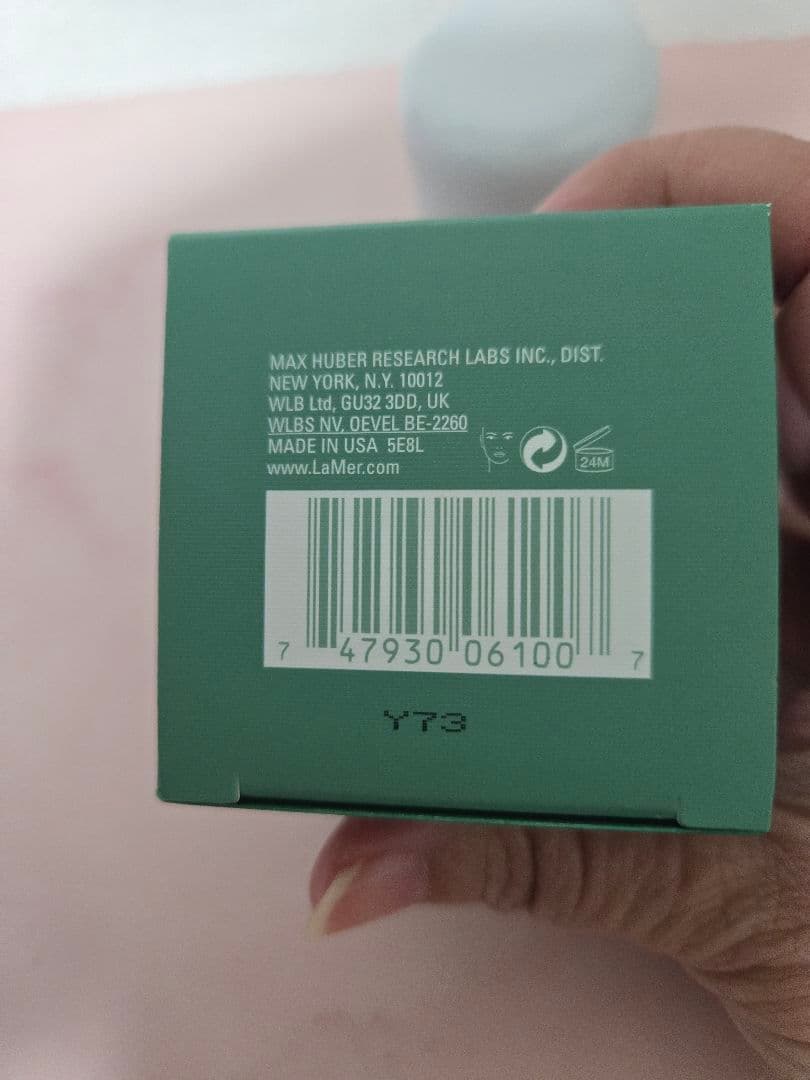 MAX HUBER RESEARCH LABS INC., DIST.
NEW YORK, N.Y. 10012
WLB Ltd, GU32 3DD, UK
WLBS NV, OEVEL BE-2260
MADE IN USA 5E8L
www.LaMer.com
24M
7 47930 06100 7
Y73